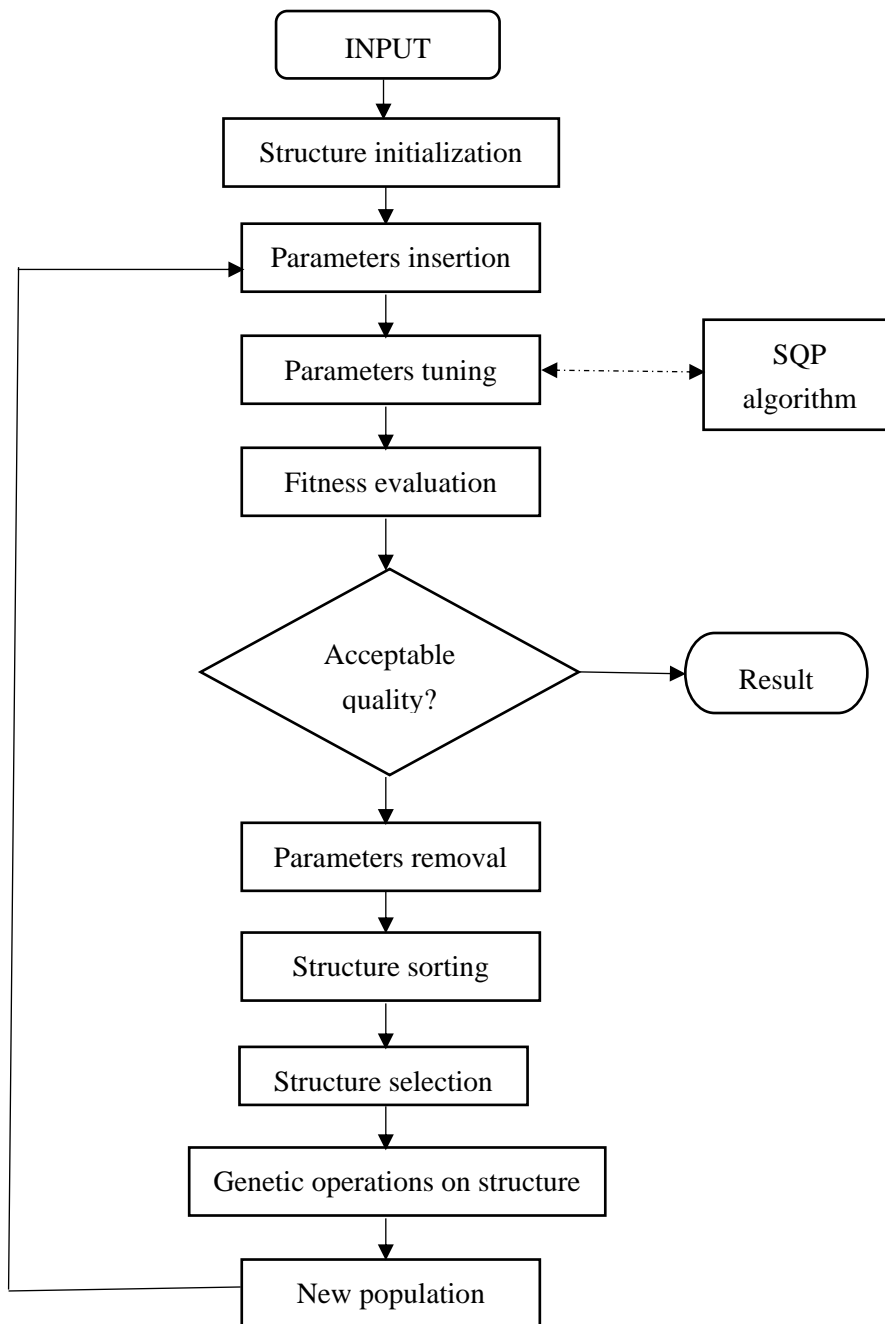 INPUT
Structure initialization
Parameters insertion
Parameters tuning
SQP
algorithm
Fitness evaluation
Acceptable
quality?
Result
Parameters removal
Structure sorting
Structure selection
Genetic operations on structure
New population